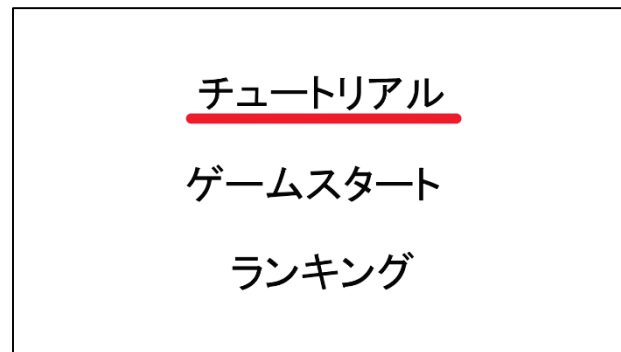 チュートリアル
ゲームスタート
ランキング